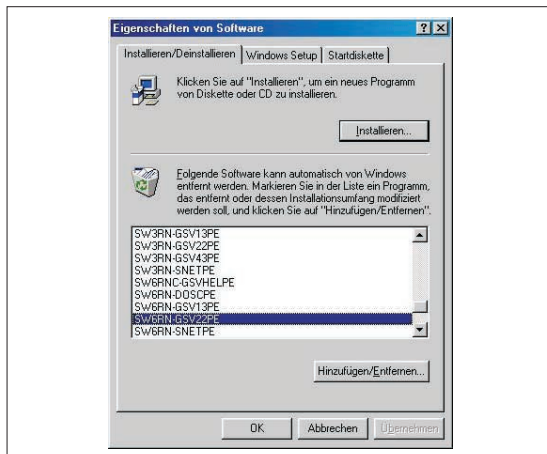 Eigenschaften von Software
Installieren/Deinstallieren
Windows Setup
Startdiskette
Klicken Sie auf "Installieren", um ein neues Programm
von Diskette oder CD zu installieren.
Installieren...
Folgende Software kann automatisch von Windows
entfernt werden. Markieren Sie in der Liste ein Programm,
das entfernt oder dessen Installationsumfang modifiziert
werden soll, und klicken Sie auf "Hinzufügen/Entfernen".
SW3RN-GSV13PE
SW3RN-GSV22PE
SW3RN-GSV43PE
SW3RN-SNETPE
SW6RNC-GSVHELPE
SW6RN-DOSCPE
SW6RN-GSV13PE
SW6RN-GSV22PE
SW6RN-SNETPE
Hinzufügen/Entfernen...
OK
Abbrechen
Übernehmen